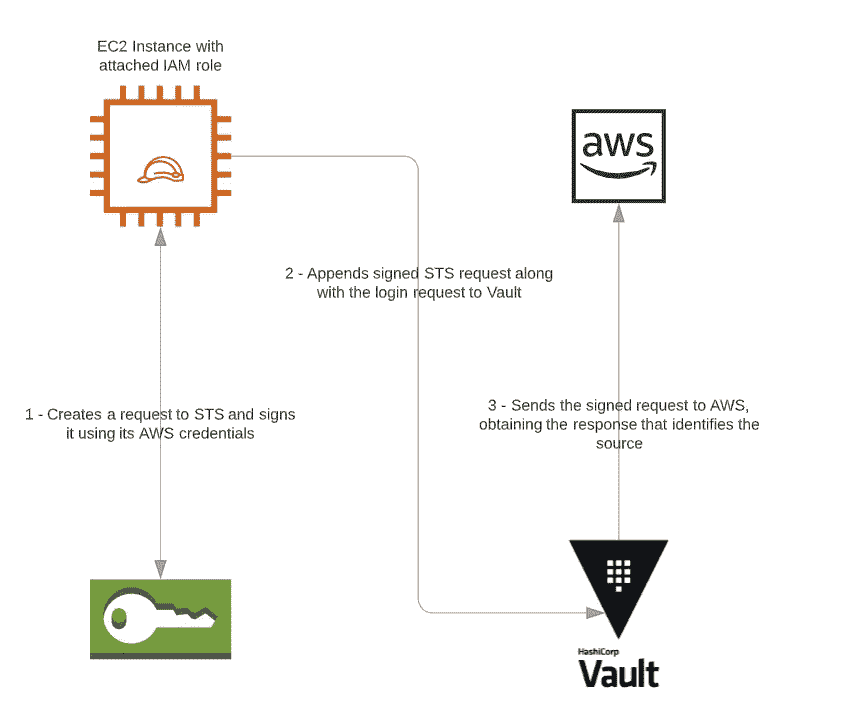 EC2 Instance with
attached IAM role
aws
2 - Appends signed STS request along
with the login request to Vault
1 - Creates a request to STS and signs
it using its AWS credentials
3 - Sends the signed request to AWS,
obtaining the response that identifies the
source
HashiCorp
Vault